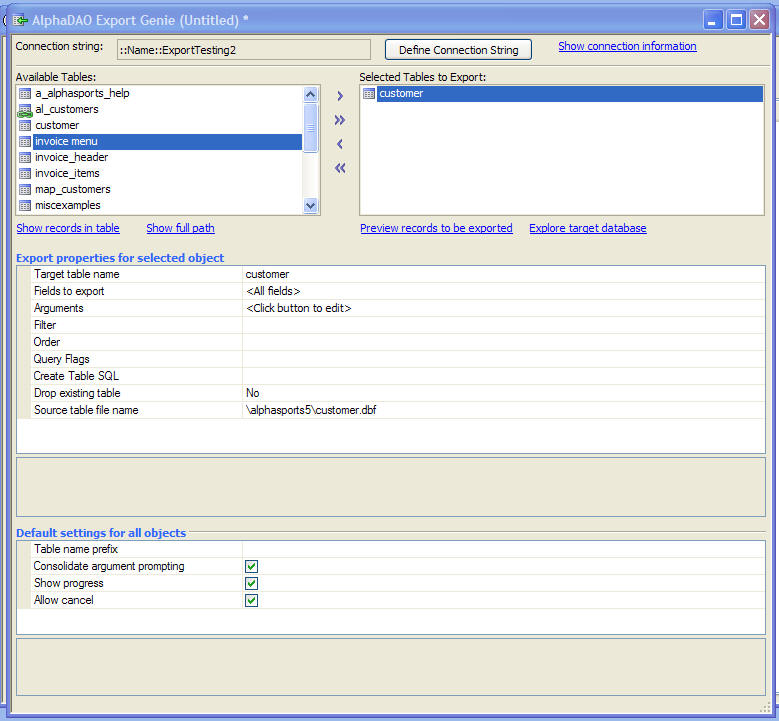 AlphaDAO Export Genie (Untitled) *
Connection string: ::Name::ExportTesting2 Define Connection String Show connection information
Available Tables: Selected Tables to Export:
a_alphasports_help
al_customers
customer
invoice menu
invoice_header
invoice_items
map_customers
miscexamples
customer
Show records in table Show full path Preview records to be exported Explore target database
Export properties for selected object
Target table name customer
Fields to export <All fields>
Arguments <Click button to edit>
Filter
Order
Query Flags
Create Table SQL
Drop existing table No
Source table file name \alphasports5\customer.dbf
Default settings for all objects
Table name prefix
Consolidate argument prompting
Show progress
Allow cancel